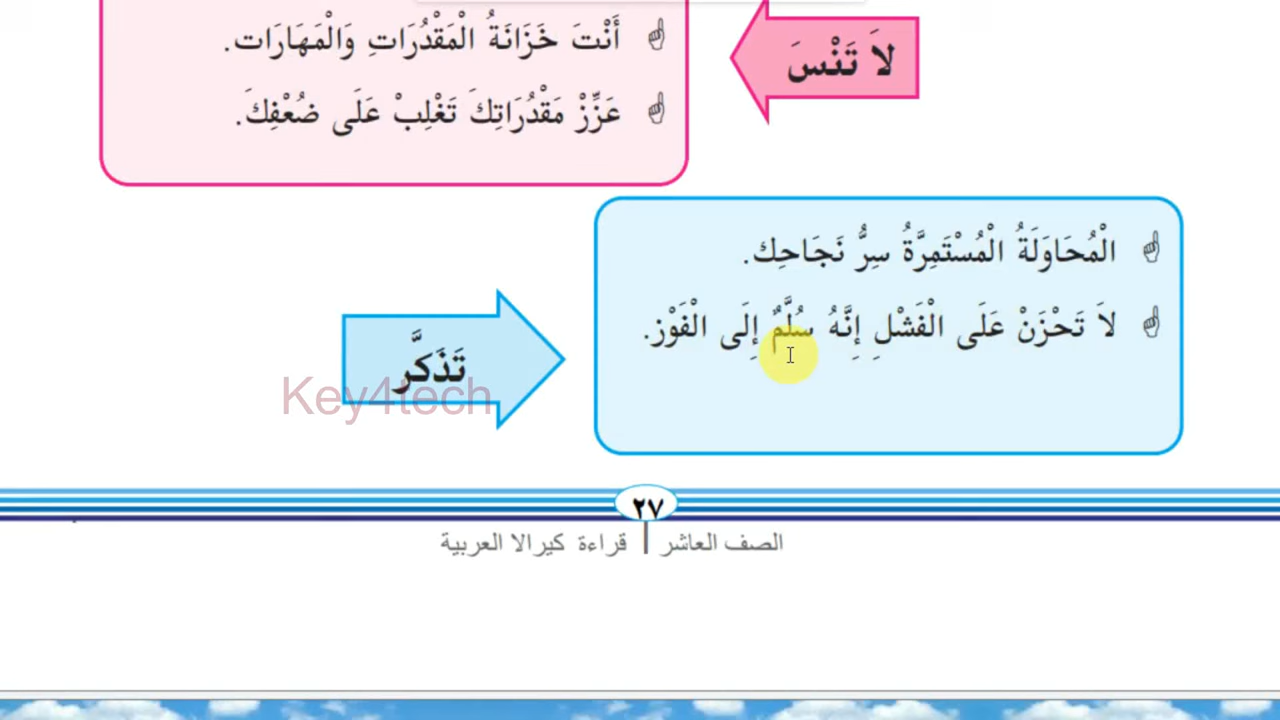 أَنْتَ خَزَانَةُ الْمَقْدُرَاتِ وَالْمَهَارَات.
لاَ تَنْسَ
عَزِّزْ مَقْدُرَاتِكَ تَغْلِبْ عَلَى ضُعْفِكَ.
الْمُحَاوَلَةُ الْمُسْتَمِرَّةُ سِرُّ نَجَاحِك.
لاَ تَحْزَنْ عَلَى الْفَشْلِ إِنَّهُ سُلَّمٌ إِلَى الْفَوْز.
تَذَكَّر
Key4tech
٢٧
الصف العاشر | قراءة كيرالا العربية